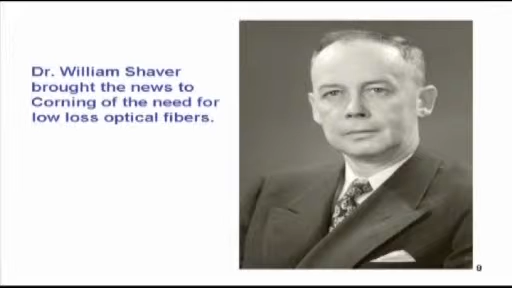 Dr. William Shaver
brought the news to
Corning of the need for
low loss optical fibers.
9